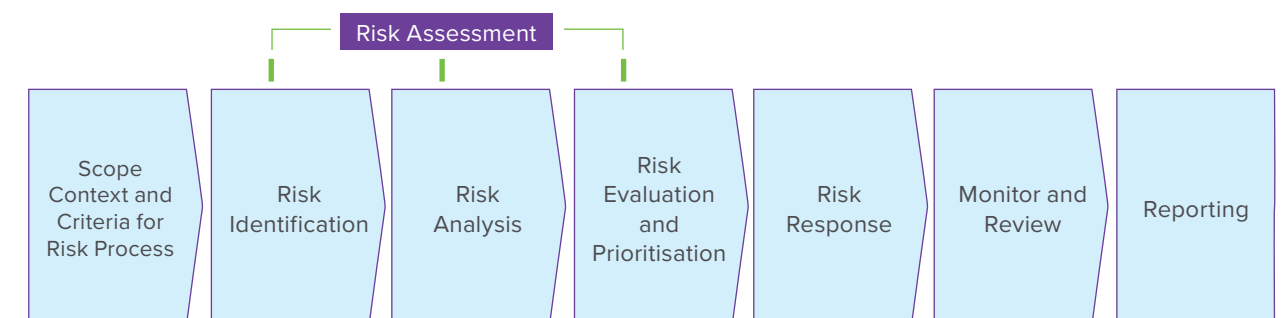 Risk Assessment
Scope
Context and
Criteria for
Risk Process
Risk
Identification
Risk
Analysis
Risk
Evaluation
and
Prioritisation
Risk
Response
Monitor and
Review
Reporting